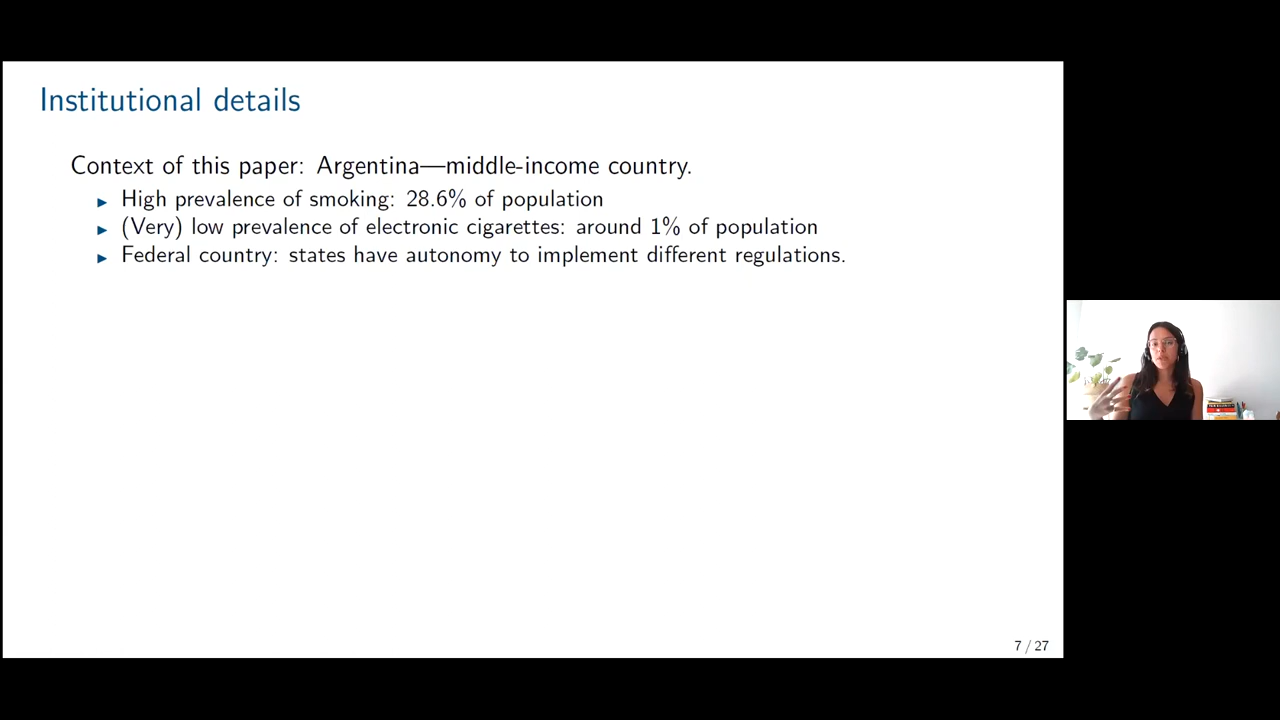 Institutional details
Context of this paper: Argentina—middle-income country.
▶ High prevalence of smoking: 28.6% of population
▶ (Very) low prevalence of electronic cigarettes: around 1% of population
▶ Federal country: states have autonomy to implement different regulations.
7 / 27